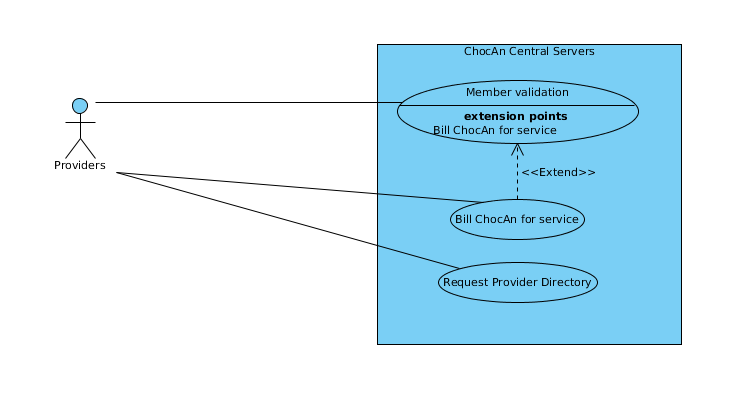 ChocAn Central Servers
Member validation
extension points
Bill ChocAn for service
Providers
<<Extend>>
Bill ChocAn for service
Request Provider Directory